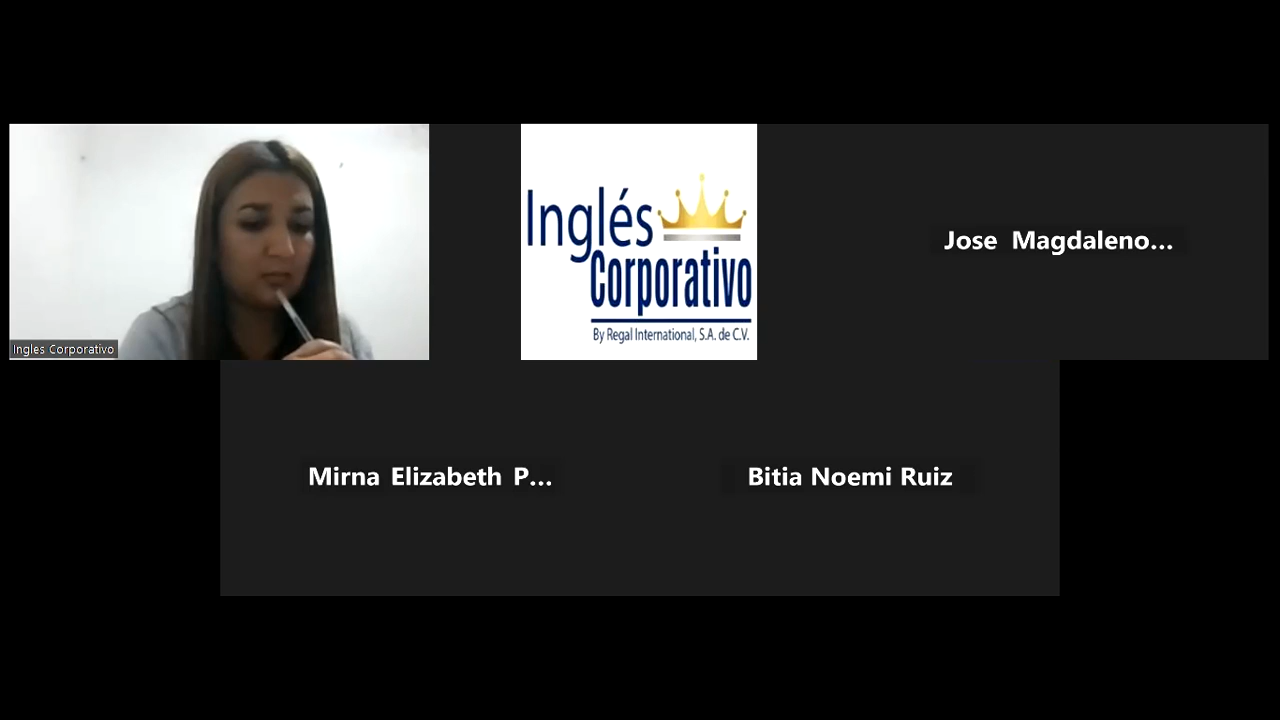 Ingles Corporativo
Inglés
Corporativo
By Regal International, S.A. de C.V.
Jose Magdaleno...
Mirna Elizabeth P...
Bitia Noemi Ruiz